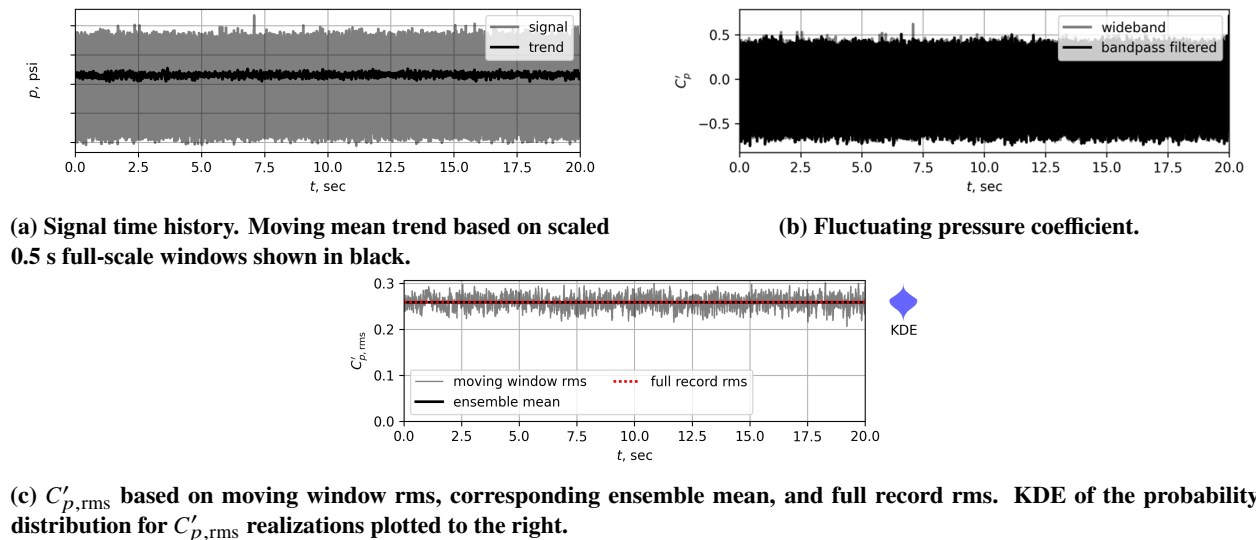 signal
trend
p, psi
0.0 2.5 5.0 7.5 10.0 12.5 15.0 17.5 20.0
t, sec
(a) Signal time history. Moving mean trend based on scaled
0.5 s full-scale windows shown in black.
wideband
bandpass filtered
0.5
0.0
−0.5
C′p
0.0 2.5 5.0 7.5 10.0 12.5 15.0 17.5 20.0
t, sec
(b) Fluctuating pressure coefficient.
0.3
0.2
0.1
0.0
C′p,rms
moving window rms
ensemble mean
full record rms
KDE
0.0 2.5 5.0 7.5 10.0 12.5 15.0 17.5 20.0
t, sec
(c) C′p,rms based on moving window rms, corresponding ensemble mean, and full record rms. KDE of the probability
distribution for C′p,rms realizations plotted to the right.